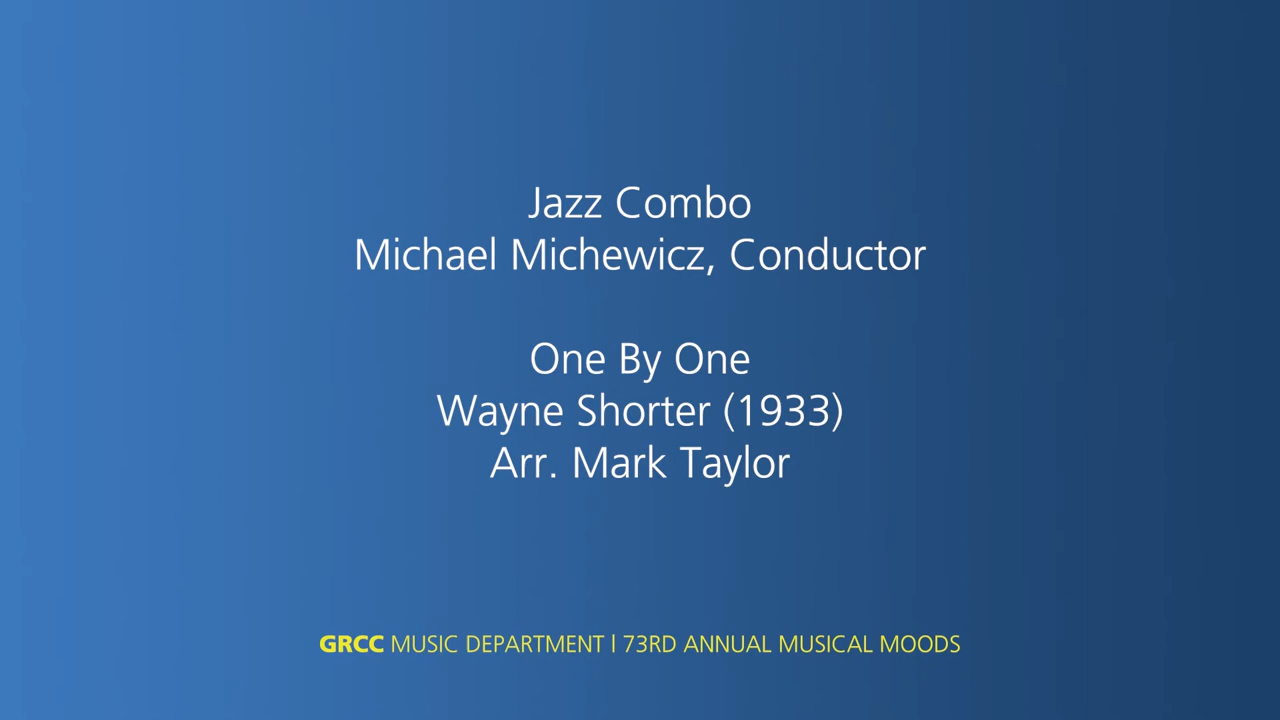 Jazz Combo
Michael Michewicz, Conductor
One By One
Wayne Shorter (1933)
Arr. Mark Taylor
GRCC MUSIC DEPARTMENT | 73RD ANNUAL MUSICAL MOODS